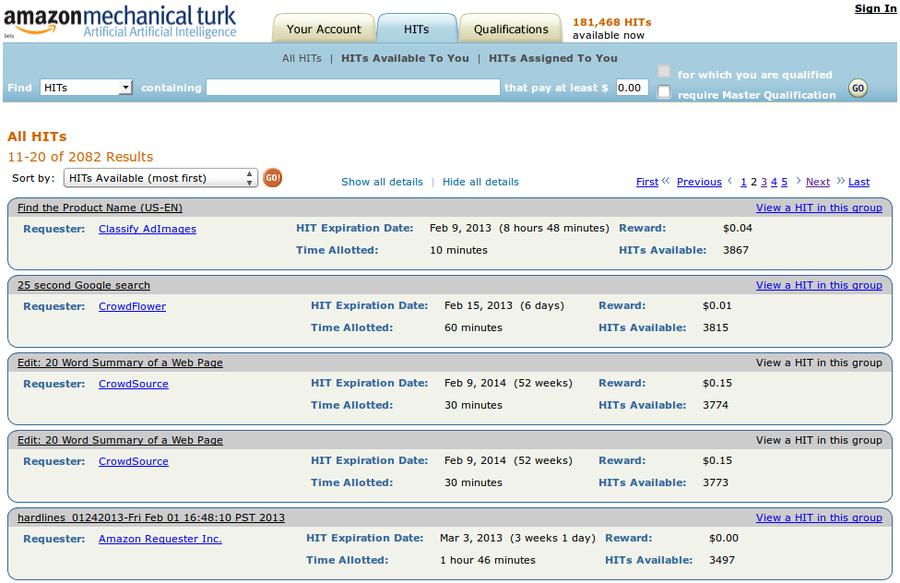 amazonmechanical turk
beta
Artificial Artificial Intelligence
Your Account HITs Qualifications
181,468 HITs
available now
Sign In
All HITs | HITs Available To You | HITs Assigned To You
Find HITs containing that pay at least $ 0.00
for which you are qualified
require Master Qualification
GO
All HITs
11-20 of 2082 Results
Sort by: HITs Available (most first) GO!
Show all details | Hide all details
First « Previous ‹ 1 2 3 4 5 › Next » Last
Find the Product Name (US-EN) View a HIT in this group
Requester: Classify AdImages HIT Expiration Date: Feb 9, 2013 (8 hours 48 minutes) Reward: $0.04
Time Allotted: 10 minutes HITs Available: 3867
25 second Google search View a HIT in this group
Requester: CrowdFlower HIT Expiration Date: Feb 15, 2013 (6 days) Reward: $0.01
Time Allotted: 60 minutes HITs Available: 3815
Edit: 20 Word Summary of a Web Page View a HIT in this group
Requester: CrowdSource HIT Expiration Date: Feb 9, 2014 (52 weeks) Reward: $0.15
Time Allotted: 30 minutes HITs Available: 3774
Edit: 20 Word Summary of a Web Page View a HIT in this group
Requester: CrowdSource HIT Expiration Date: Feb 9, 2014 (52 weeks) Reward: $0.15
Time Allotted: 30 minutes HITs Available: 3773
hardlines_01242013-Fri Feb 01 16:48:10 PST 2013 View a HIT in this group
Requester: Amazon Requester Inc. HIT Expiration Date: Mar 3, 2013 (3 weeks 1 day) Reward: $0.00
Time Allotted: 1 hour 46 minutes HITs Available: 3497